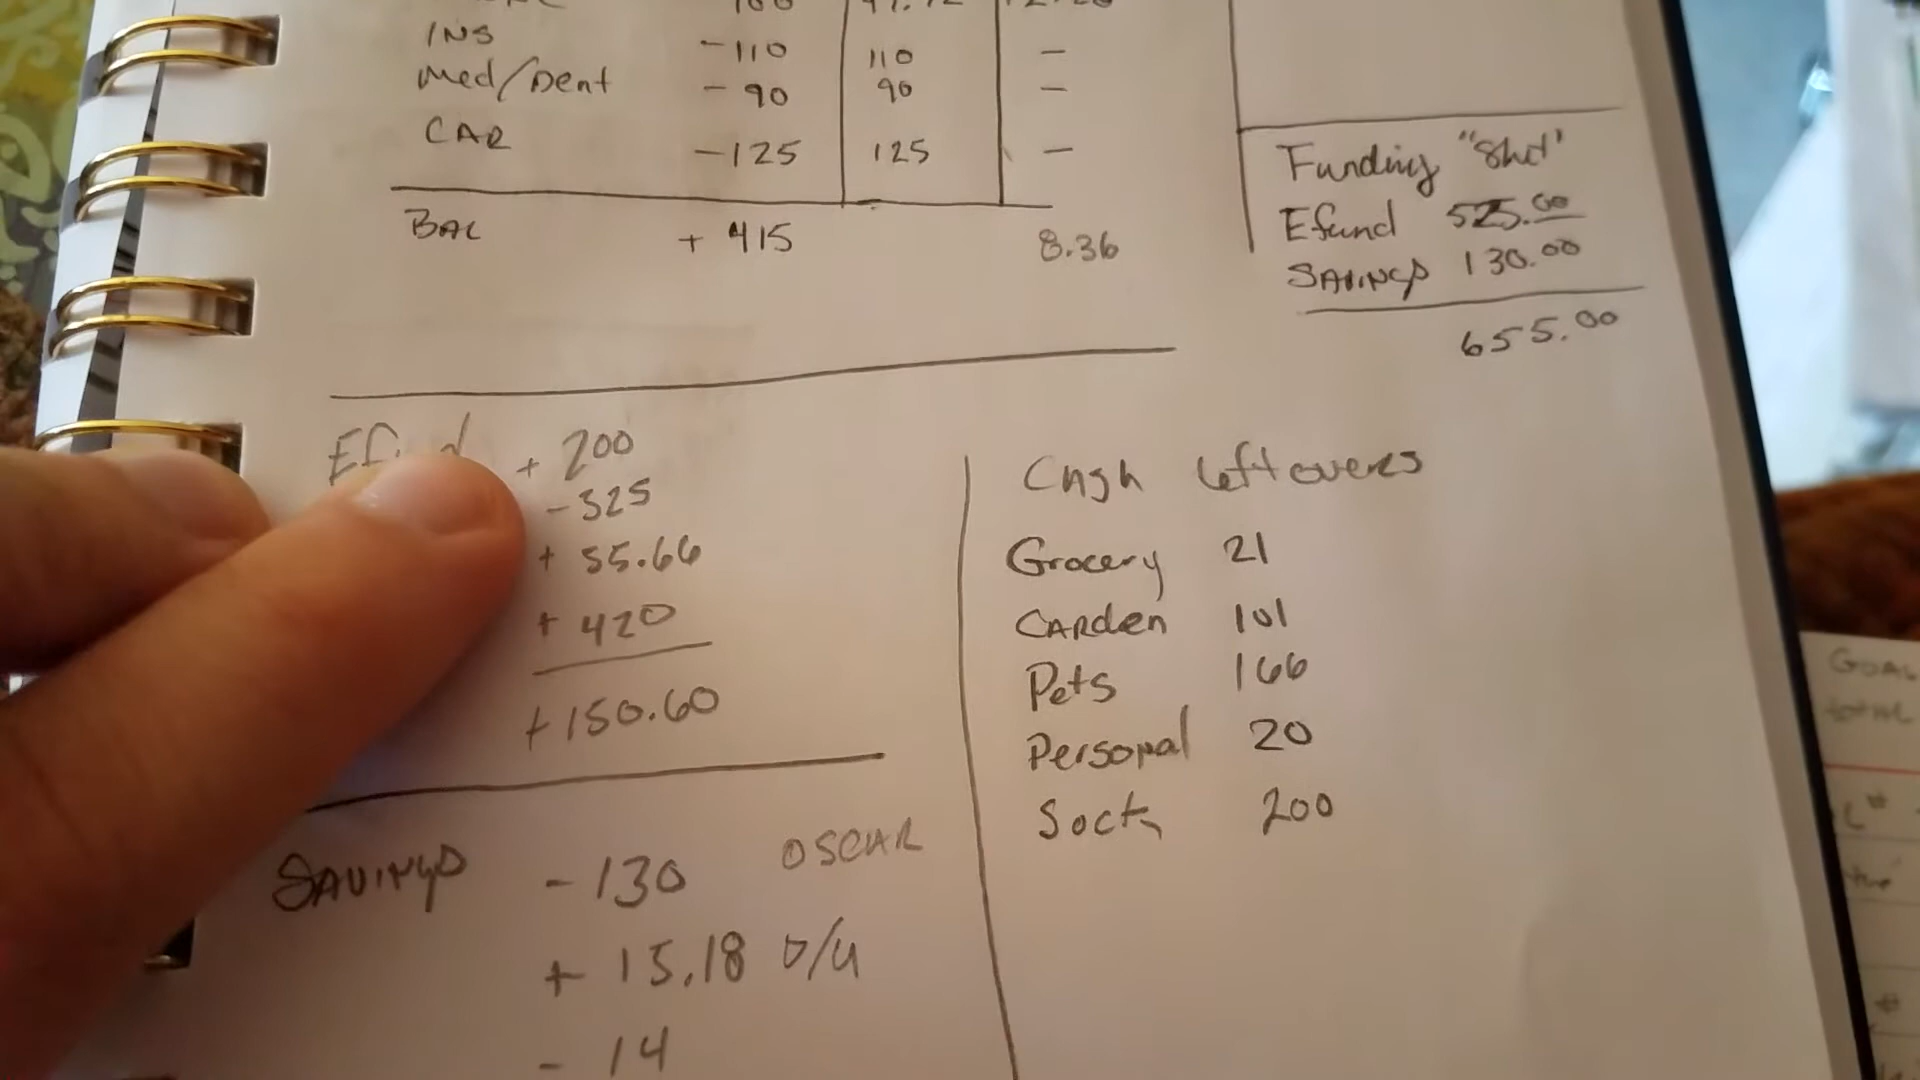 INS -110 110 —
Med/Dent - 90 90 —
CAR -125 125 —
BAL + 415 8.36
Funding "Shd"
Efund 525.00
SAVINGS 130.00
655.00
Efund + 200
- 325
+ 55.66
+ 420
+150.60
SAVINGS -130 OSCAR
+ 15.18 O/U
- 14
Cash leftovers
Grocery 21
GARden 101
Pets 166
Personal 20
200